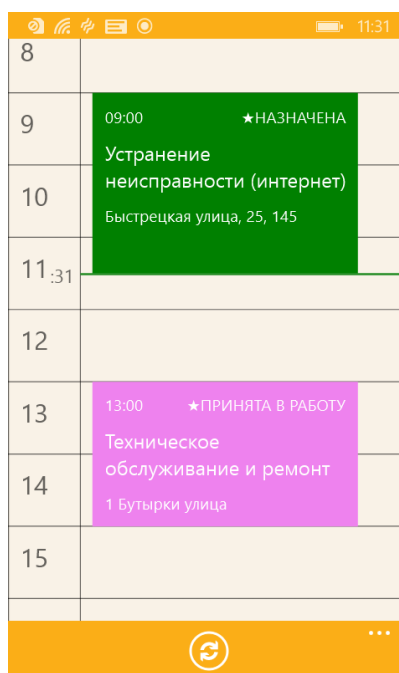 11:31
8
9
09:00 ★НАЗНАЧЕНА
Устранение
неисправности (интернет)
10
Быстрецкая улица, 25, 145
11:31
12
13
13:00 ★ПРИНЯТА В РАБОТУ
Техническое
обслуживание и ремонт
14
1 Бутырки улица
15